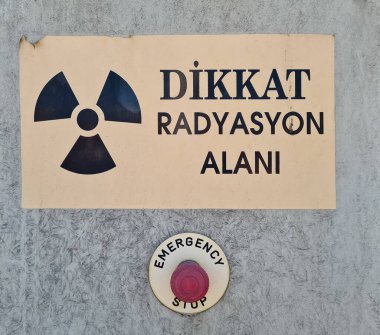 DİKKAT
RADYASYON
ALANI
EMERGENCY
STOP